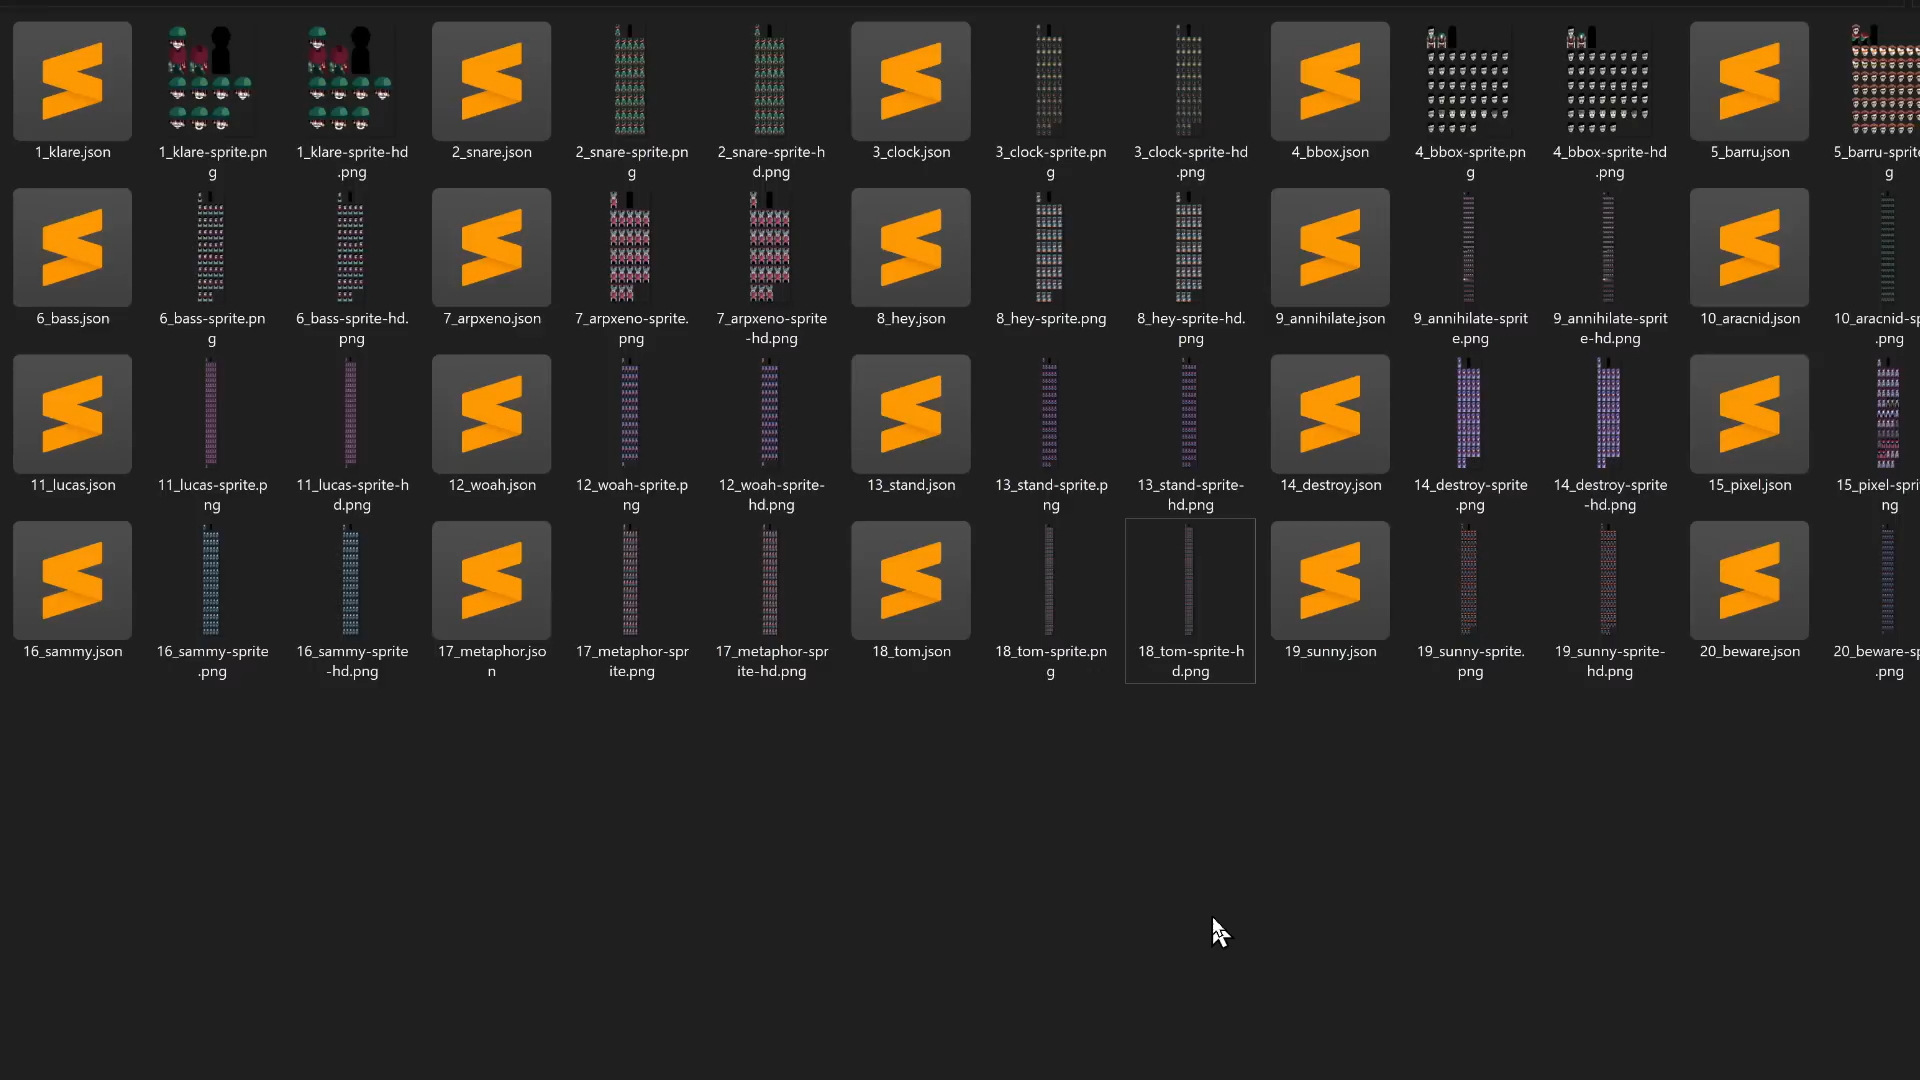 1_klare.json 1_klare-sprite.pn 1_klare-sprite-hd 2_snare.json 2_snare-sprite.pn 2_snare-sprite-h 3_clock.json 3_clock-sprite.pn 3_clock-sprite-hd 4_bbox.json 4_bbox-sprite.pn 4_bbox-sprite-hd 5_barru.json 5_barru-sprite
g .png g d.png g .png g .png g
6_bass.json 6_bass-sprite.pn 6_bass-sprite-hd. 7_arpxeno.json 7_arpxeno-sprite. 7_arpxeno-sprite 8_hey.json 8_hey-sprite.png 8_hey-sprite-hd. 9_annihilate.json 9_annihilate-sprit 9_annihilate-sprit 10_aracnid.json 10_aracnid-sp
g png png -hd.png png e.png e-hd.png .png
11_lucas.json 11_lucas-sprite.p 11_lucas-sprite-h 12_woah.json 12_woah-sprite.p 12_woah-sprite- 13_stand.json 13_stand-sprite.p 13_stand-sprite- 14_destroy.json 14_destroy-sprite 14_destroy-sprite 15_pixel.json 15_pixel-spri
ng d.png ng hd.png ng hd.png .png -hd.png ng
16_sammy.json 16_sammy-sprite 16_sammy-sprite 17_metaphor.jso 17_metaphor-spr 17_metaphor-spr 18_tom.json 18_tom-sprite.pn 18_tom-sprite-h 19_sunny.json 19_sunny-sprite. 19_sunny-sprite- 20_beware.json 20_beware-sp
.png -hd.png n ite.png ite-hd.png g d.png png hd.png .png